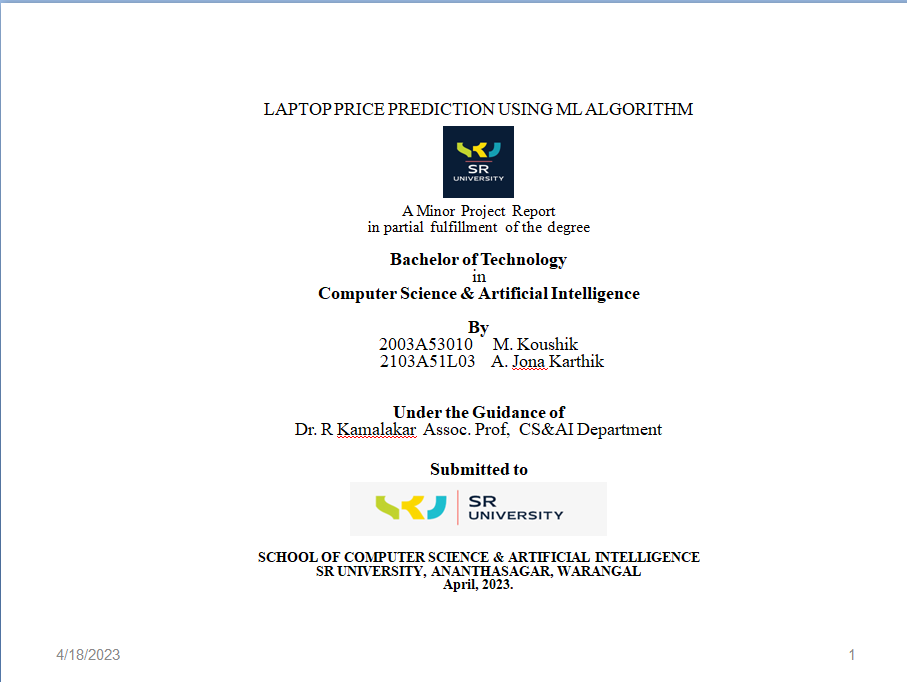 LAPTOP PRICE PREDICTION USING ML ALGORITHM
SR
UNIVERSITY
A Minor Project Report
in partial fulfillment of the degree
Bachelor of Technology
in
Computer Science & Artificial Intelligence
By
2003A53010 M. Koushik
2103A51L03 A. Jona Karthik
Under the Guidance of
Dr. R Kamalakar Assoc. Prof, CS&AI Department
Submitted to
SR
UNIVERSITY
SCHOOL OF COMPUTER SCIENCE & ARTIFICIAL INTELLIGENCE
SR UNIVERSITY, ANANTHASAGAR, WARANGAL
April, 2023.
4/18/2023 1